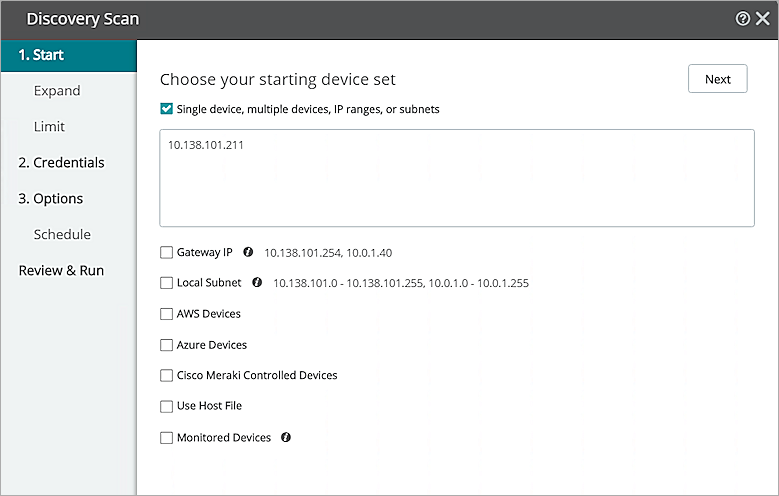 Discovery Scan
1. Start
Expand
Limit
2. Credentials
3. Options
Schedule
Review & Run
Choose your starting device set
Next
Single device, multiple devices, IP ranges, or subnets
10.138.101.211
Gateway IP 10.138.101.254, 10.0.1.40
Local Subnet 10.138.101.0 - 10.138.101.255, 10.0.1.0 - 10.0.1.255
AWS Devices
Azure Devices
Cisco Meraki Controlled Devices
Use Host File
Monitored Devices